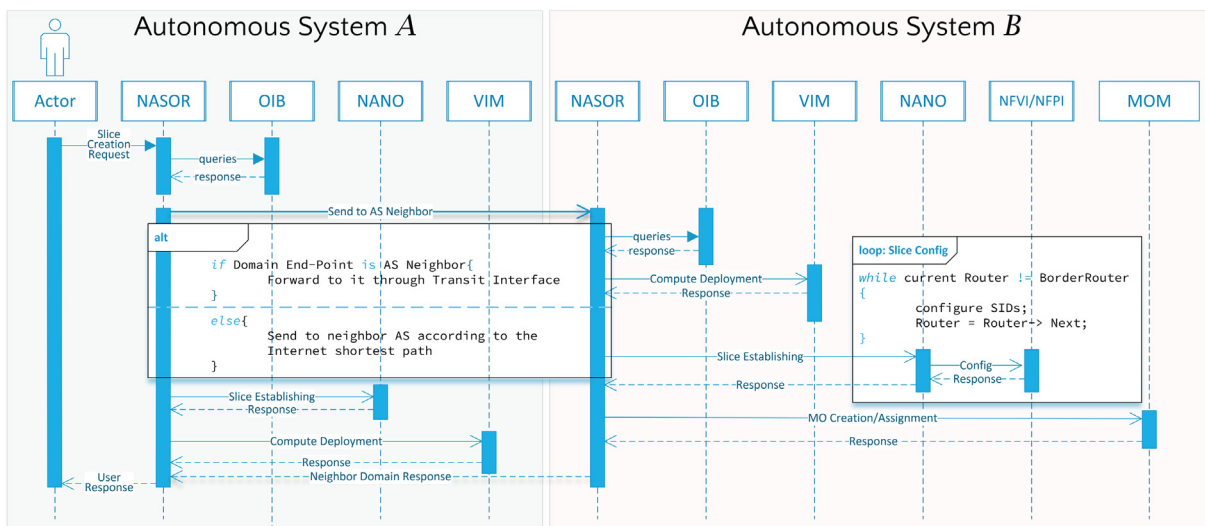 Autonomous System A
Autonomous System B
Actor
NASOR
OIB
NANO
VIM
NASOR
OIB
VIM
NANO
NFVI/NFPI
MOM
Slice
Creation
Request
queries
response
Send to AS Neighbor
alt
if Domain End-Point is AS Neighbor{
Forward to it through Transit Interface
}
else{
Send to neighbor AS according to the
Internet shortest path
}
queries
response
Compute Deployment
Response
loop: Slice Config
while current Router != BorderRouter
{
configure SIDs;
Router = Router-> Next;
}
Slice Establishing
Config
Response
Response
Slice Establishing
Response
MO Creation/Assignment
Response
Compute Deployment
Response
Neighbor Domain Response
User
Response